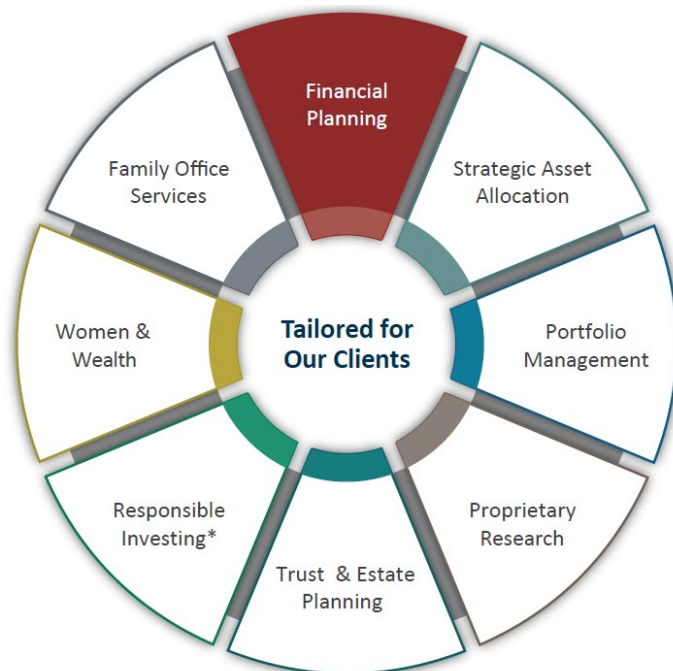 Financial
Planning
Strategic Asset
Allocation
Portfolio
Management
Proprietary
Research
Trust & Estate
Planning
Responsible
Investing*
Women &
Wealth
Family Office
Services
Tailored for
Our Clients